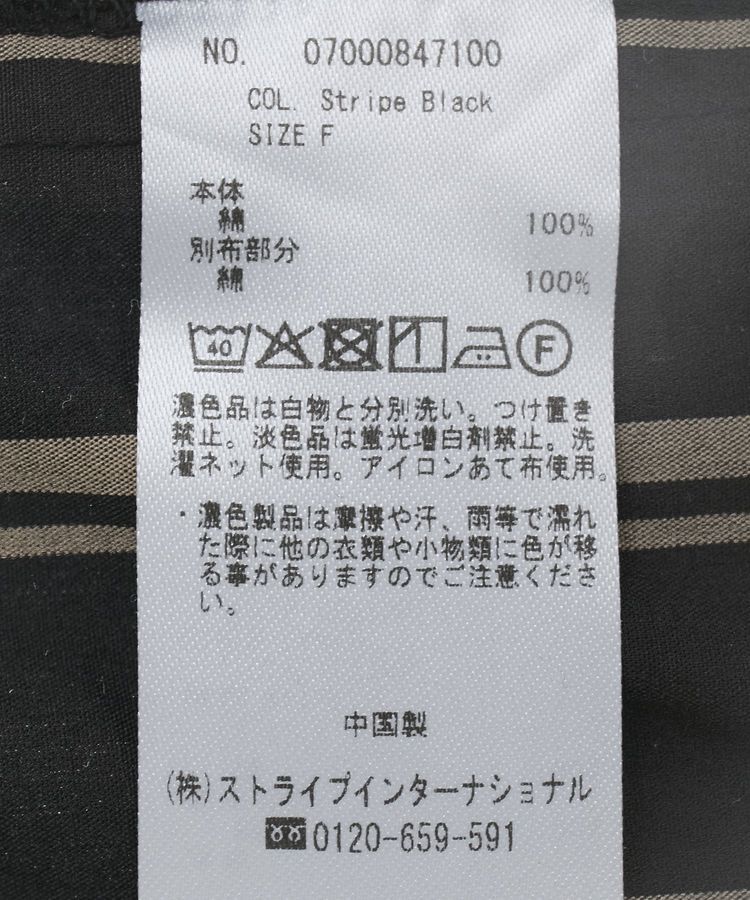 NO. 07000847100
COL. Stripe Black
SIZE F
本体
綿 100%
別布部分
綿 100%
40 F
濃色品は白物と分別洗い。つけ置き
禁止。淡色品は蛍光増白剤禁止。洗
濯ネット使用。アイロンあて布使用。
・濃色製品は摩擦や汗、雨等で濡れ
た際に他の衣類や小物類に色が移
る事がありますのでご注意くださ
い。
中国製
(株)ストライプインターナショナル
0120-659-591